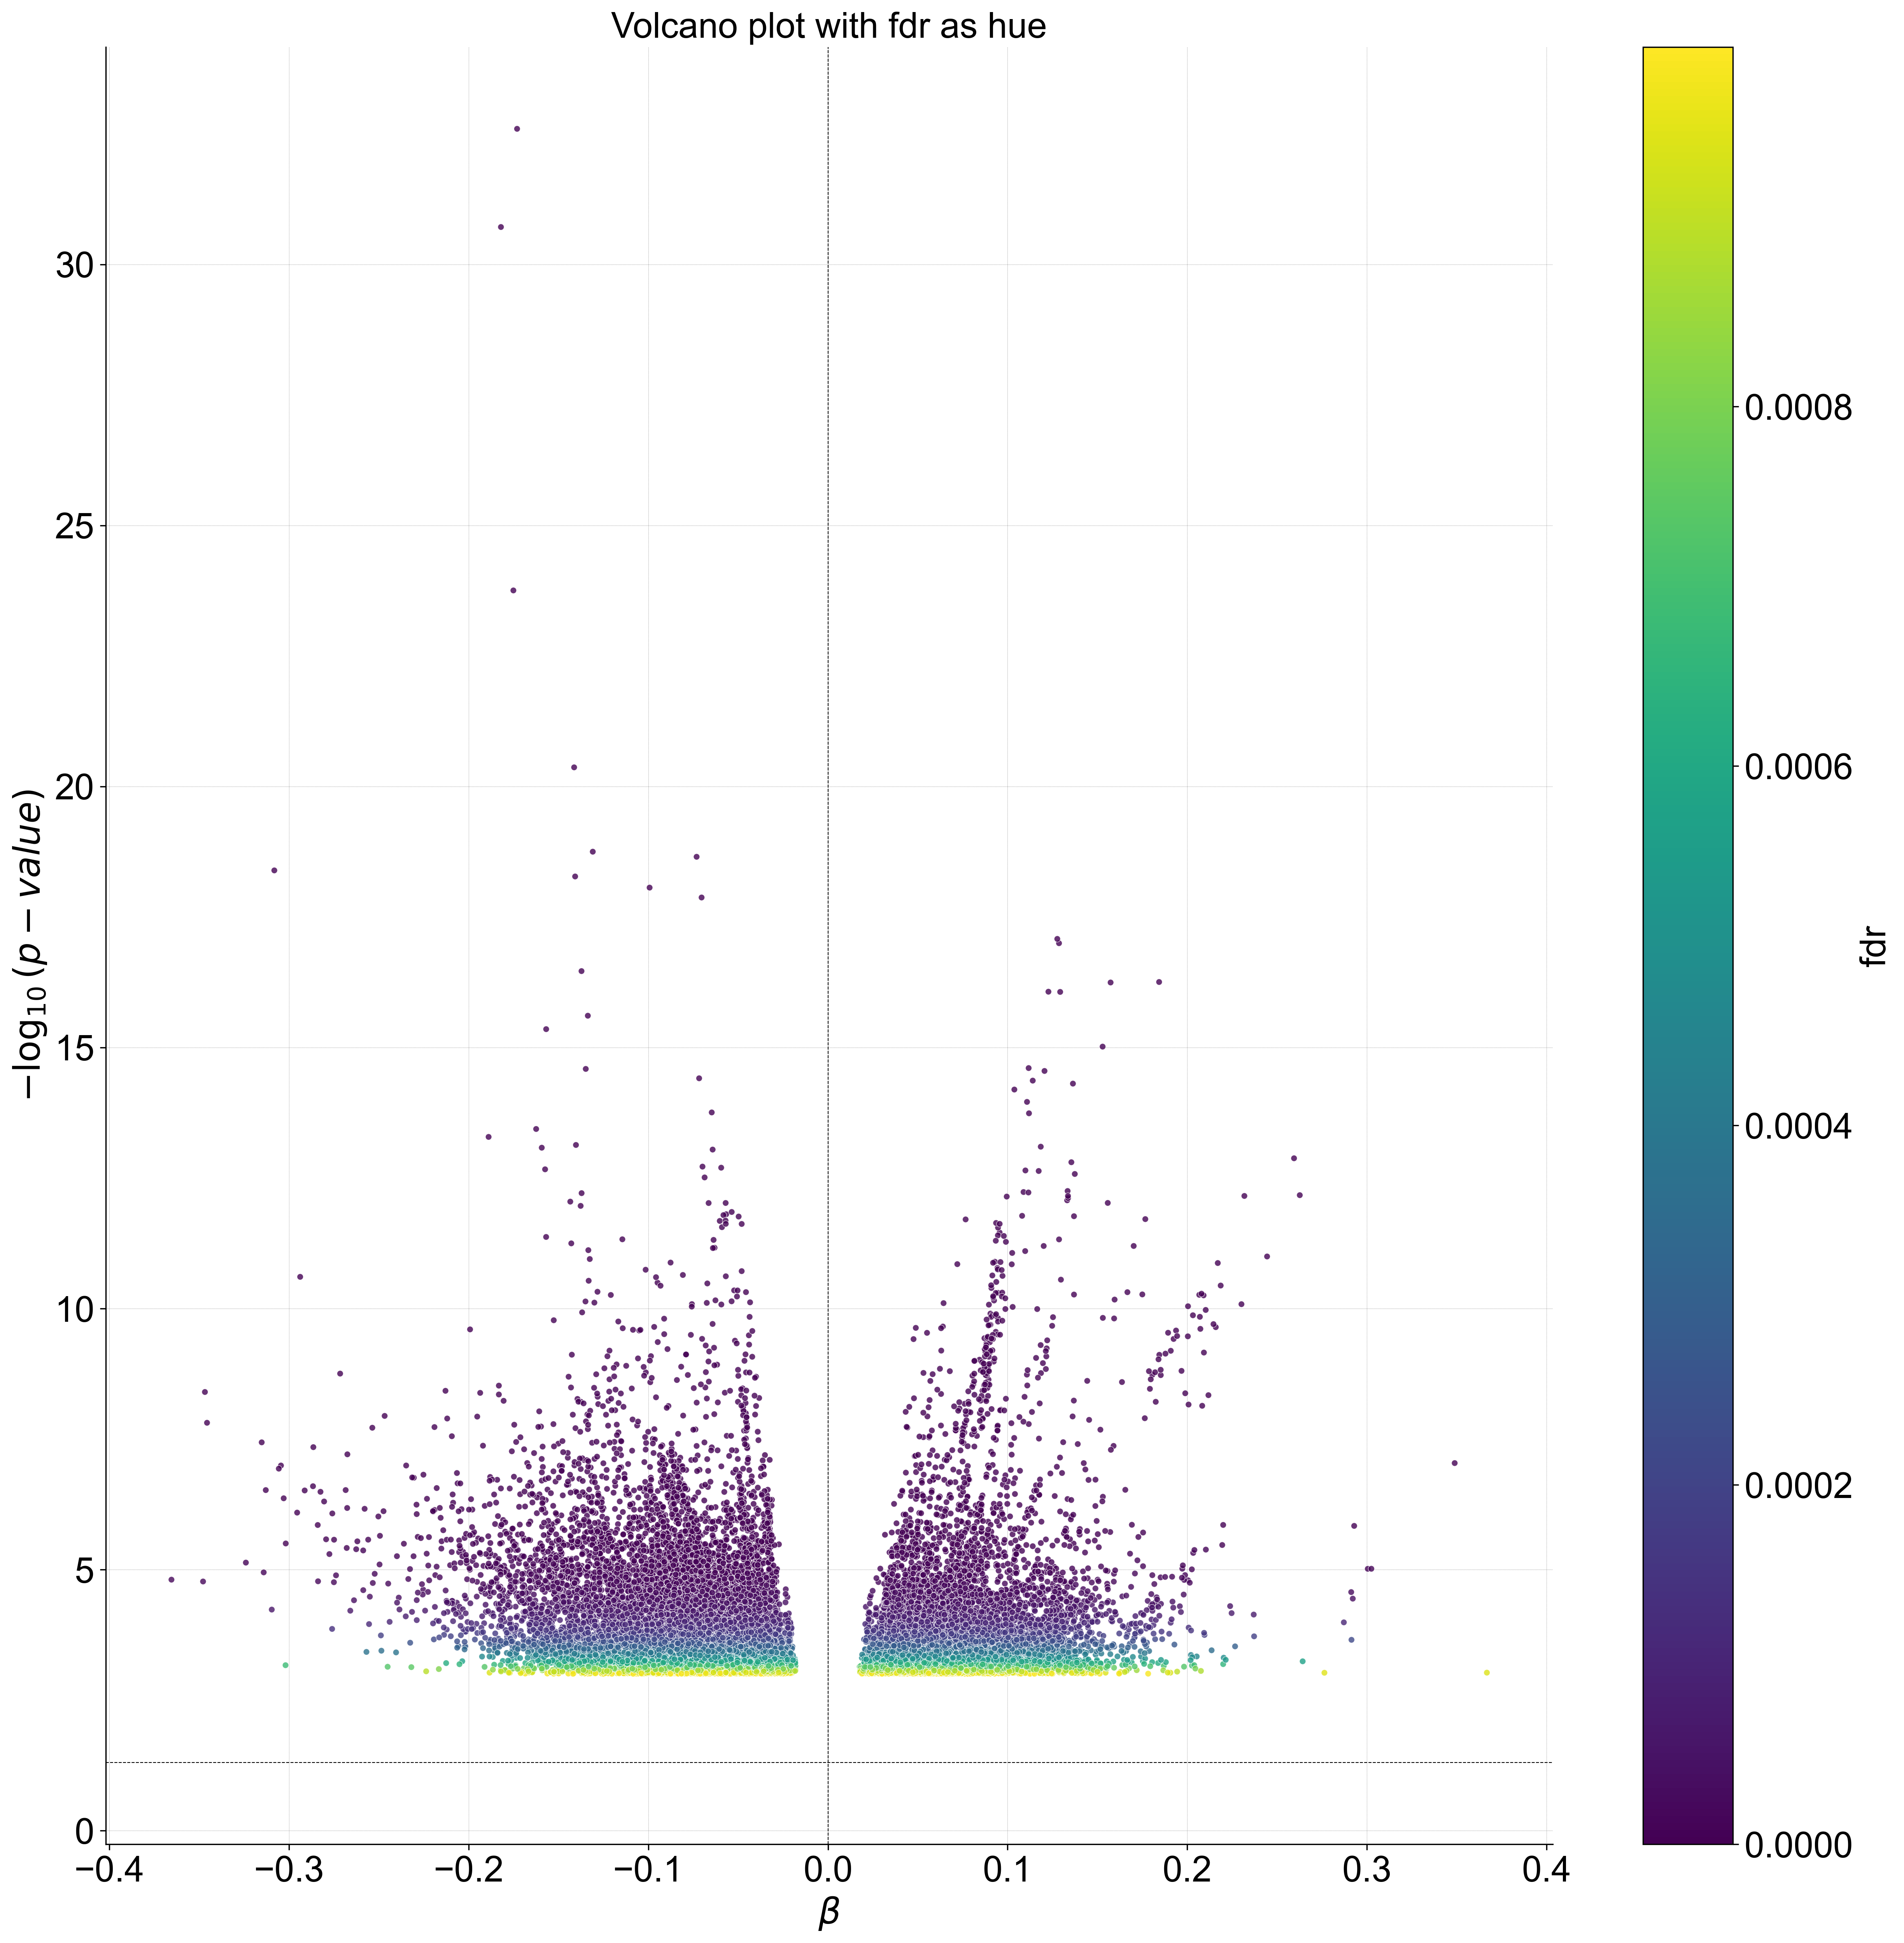 Volcano plot with fdr as hue
30
25
20
15
10
5
0
−log10 (p − value)
−0.4 −0.3 −0.2 −0.1 0.0 0.1 0.2 0.3 0.4
β
0.0008
0.0006
0.0004
0.0002
0.0000
fdr